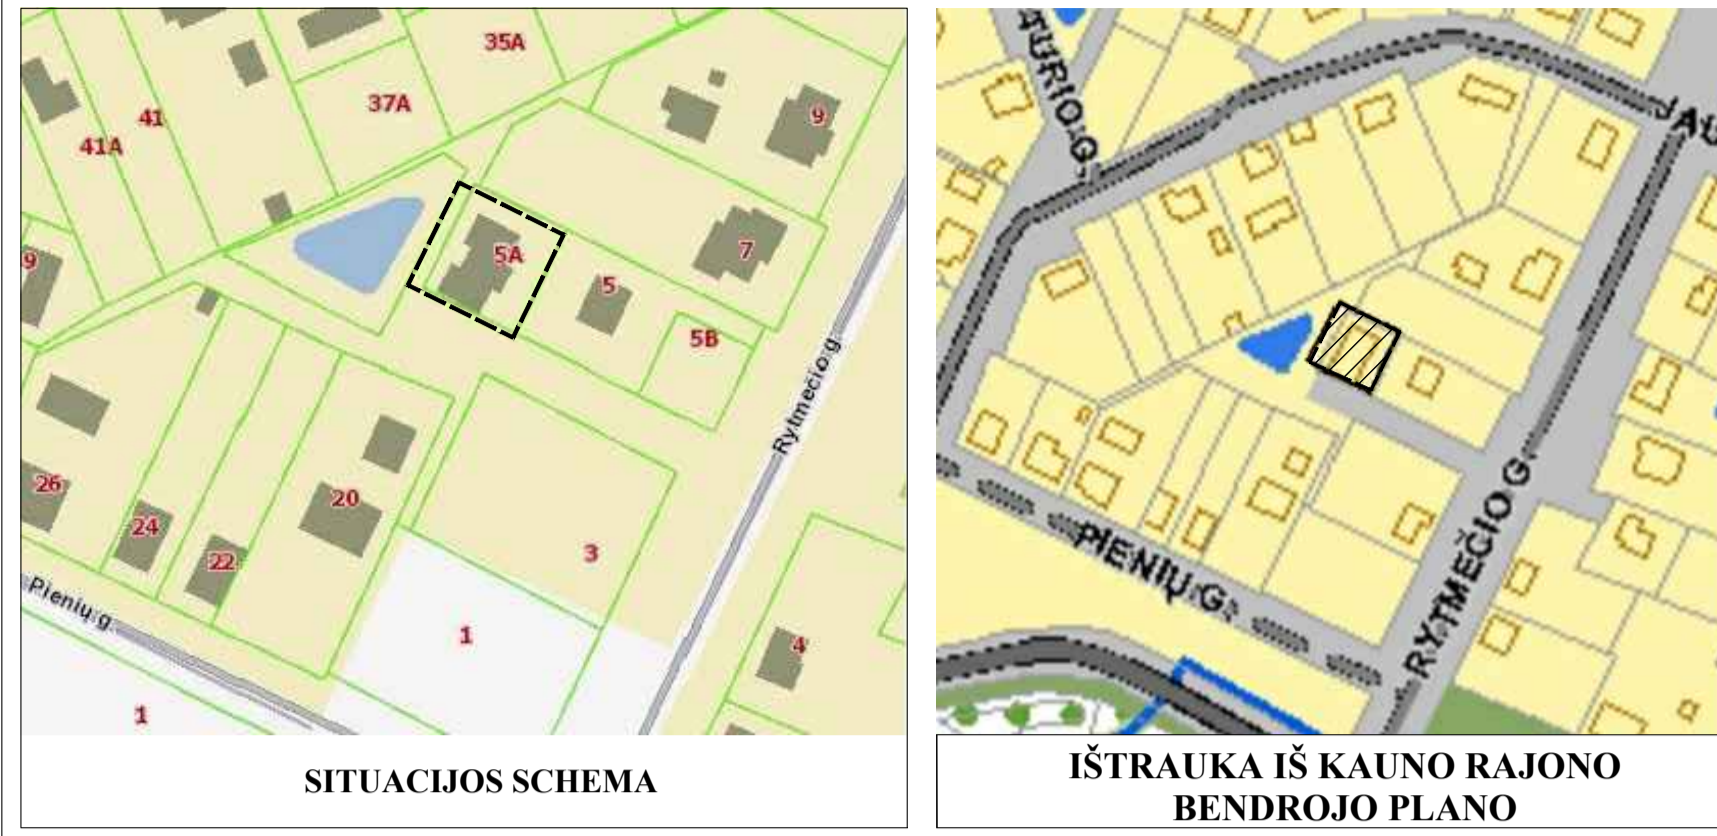 35A
37A
41
41A
9
9
5A
7
5
5B
Rytmečio g.
26
24
22
20
3
1
Pienių g.
4
1
SITUACIJOS SCHEMA
AURIO G.
JAU
PIENIŲ G.
RYTMEČIO G.
IŠTRAUKA IŠ KAUNO RAJONO
BENDROJO PLANO